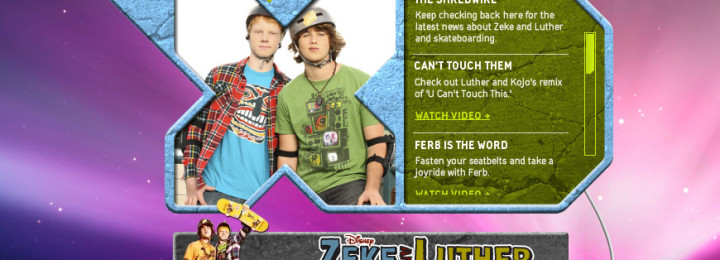 THE SHREDWIRE
Keep checking back here for the
latest news about Zeke and Luther
and skateboarding.
CAN'T TOUCH THEM
Check out Luther and Kojo's remix
of 'U Can't Touch This.'
WATCH VIDEO
FERB IS THE WORD
Fasten your seatbelts and take a
joyride with Ferb.
WATCH VIDEO
Disney
ZEKE AND LUTHER